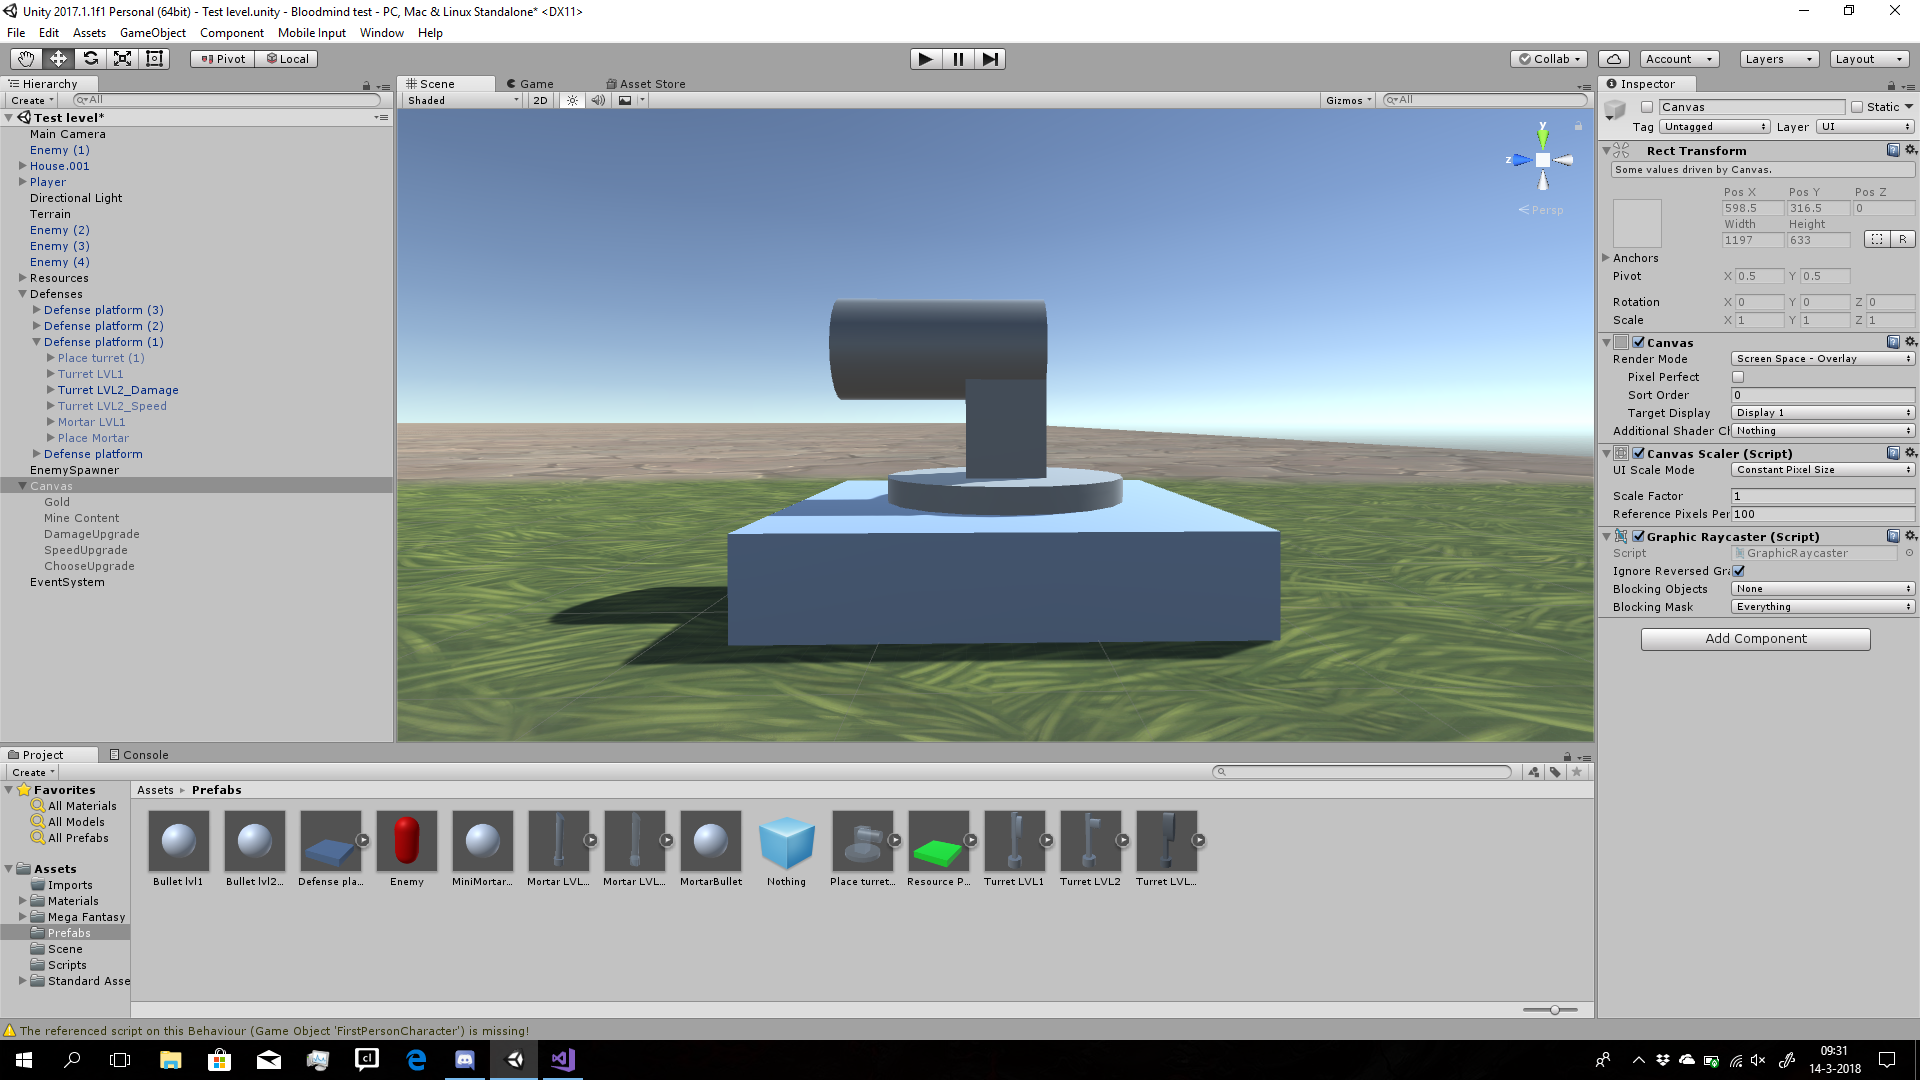 Unity 2017.1.1f1 Personal (64bit) - Test level.unity - Bloodmind test - PC, Mac & Linux Standalone* <DX11>
File Edit Assets GameObject Component Mobile Input Window Help
Pivot Local
Collab Account Layers Layout
Hierarchy
Create All
Test level*
Main Camera
Enemy (1)
House.001
Player
Directional Light
Terrain
Enemy (2)
Enemy (3)
Enemy (4)
Resources
Defenses
Defense platform (3)
Defense platform (2)
Defense platform (1)
Place turret (1)
Turret LVL1
Turret LVL2_Damage
Turret LVL2_Speed
Mortar LVL1
Place Mortar
Defense platform
EnemySpawner
Canvas
Gold
Mine Content
DamageUpgrade
SpeedUpgrade
ChooseUpgrade
EventSystem
Scene Game Asset Store
Shaded 2D Gizmos All
y
z
Persp
Inspector
Canvas Static
Tag Untagged Layer UI
Rect Transform
Some values driven by Canvas.
Pos X Pos Y Pos Z
598.5 316.5 0
Width Height
1197 633 R
Anchors
Pivot X 0.5 Y 0.5
Rotation X 0 Y 0 Z 0
Scale X 1 Y 1 Z 1
Canvas
Render Mode Screen Space - Overlay
Pixel Perfect
Sort Order 0
Target Display Display 1
Additional Shader Ch Nothing
Canvas Scaler (Script)
UI Scale Mode Constant Pixel Size
Scale Factor 1
Reference Pixels Per 100
Graphic Raycaster (Script)
Script GraphicRaycaster
Ignore Reversed Gra
Blocking Objects None
Blocking Mask Everything
Add Component
Project Console
Create
Favorites
All Materials
All Models
All Prefabs
Assets
Imports
Materials
Mega Fantasy
Prefabs
Scene
Scripts
Standard Asse
Assets Prefabs
Bullet lvl1 Bullet lvl2... Defense pla... Enemy MiniMortar... Mortar LVL... Mortar LVL... MortarBullet Nothing Place turret... Resource P... Turret LVL1 Turret LVL2 Turret LVL...
The referenced script on this Behaviour (Game Object 'FirstPersonCharacter') is missing!
cl
09:31
14-3-2018